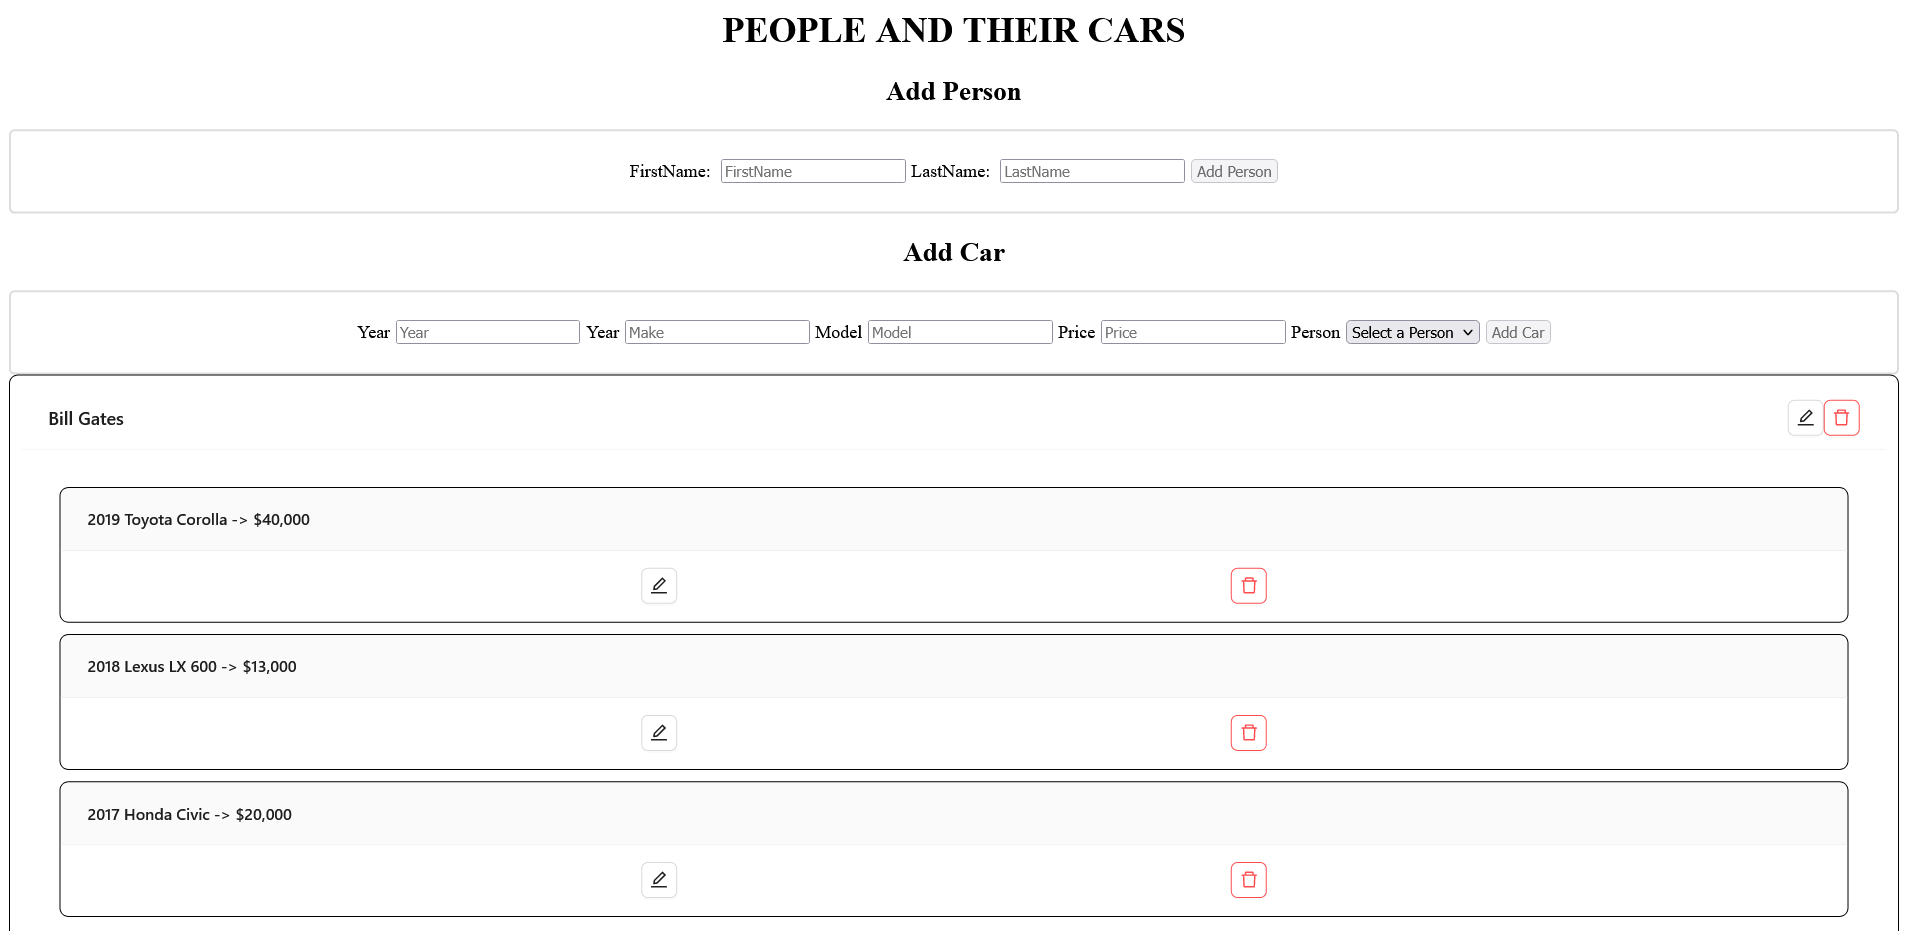 PEOPLE AND THEIR CARS
Add Person
FirstName: FirstName LastName: LastName Add Person
Add Car
Year Year Year Make Model Model Price Price Person Select a Person Add Car
Bill Gates
2019 Toyota Corolla -> $40,000
2018 Lexus LX 600 -> $13,000
2017 Honda Civic -> $20,000